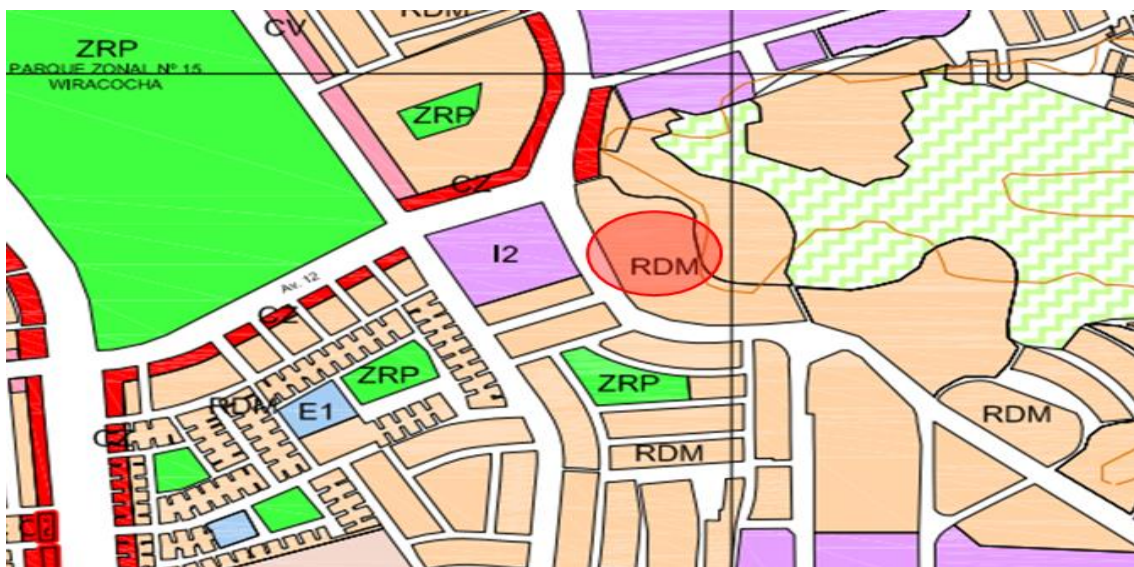 RDM
CV
ZRP
PARQUE ZONAL Nº 15
WIRACOCHA
ZRP
CZ
I2
RDM
Av. 12
CZ
ZRP
ZRP
RDM
E1
RDM
RDM